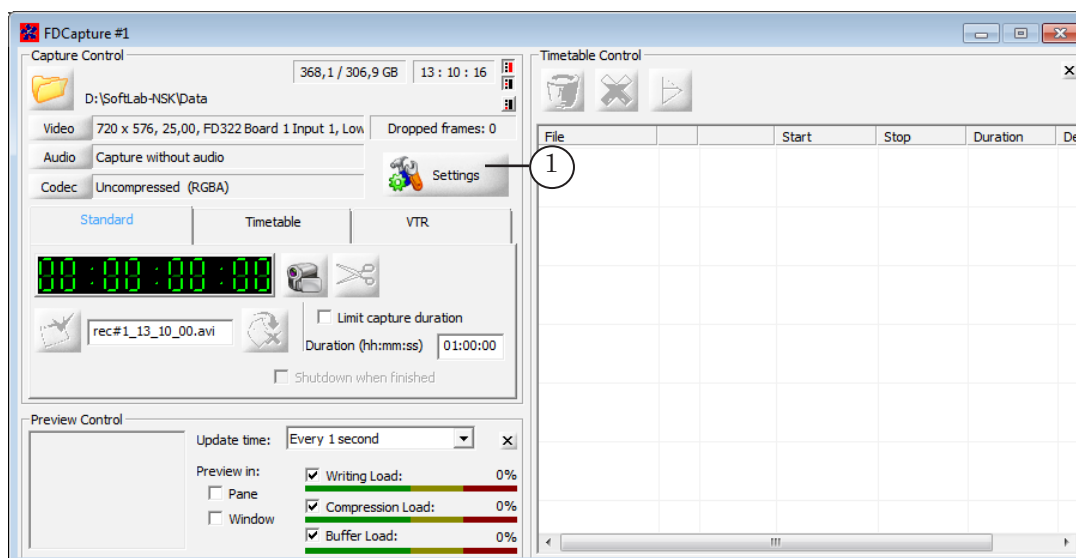 FDCapture #1
Capture Control
368,1 / 306,9 GB
13 : 10 : 16
D:\SoftLab-NSK\Data
Video
720 x 576, 25,00, FD322 Board 1 Input 1, Low
Dropped frames: 0
Audio
Capture without audio
Settings
1
Codec
Uncompressed (RGBA)
Standard
Timetable
VTR
00:00:00:00
rec#1_13_10_00.avi
Limit capture duration
Duration (hh:mm:ss)
01:00:00
Shutdown when finished
Preview Control
Update time:
Every 1 second
Preview in:
Pane
Window
Writing Load:
0%
Compression Load:
0%
Buffer Load:
0%
Timetable Control
File
Start
Stop
Duration
De